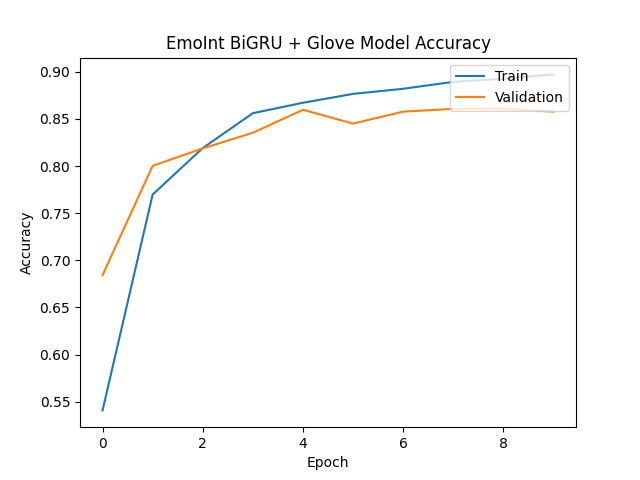 EmoInt BiGRU + Glove Model Accuracy
Train
Validation
0.90
0.85
0.80
0.75
0.70
0.65
0.60
0.55
Accuracy
0 2 4 6 8
Epoch